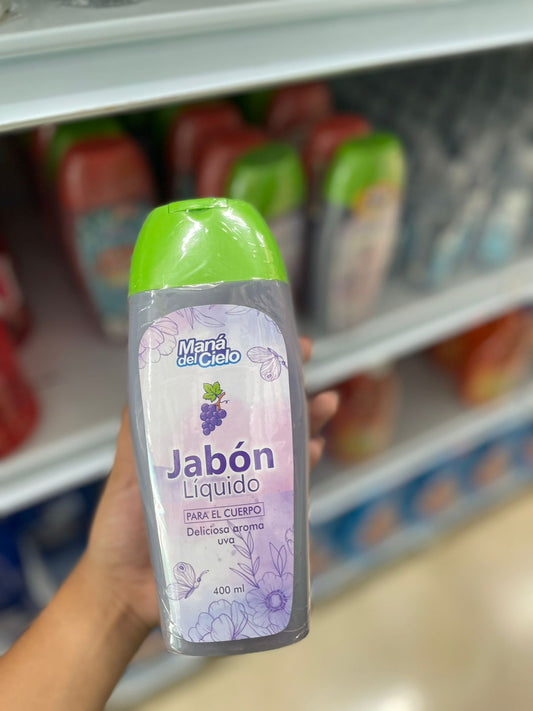 Maná
del Cielo
Jabón
Líquido
PARA EL CUERPO
Deliciosa aroma
uva
400 ml